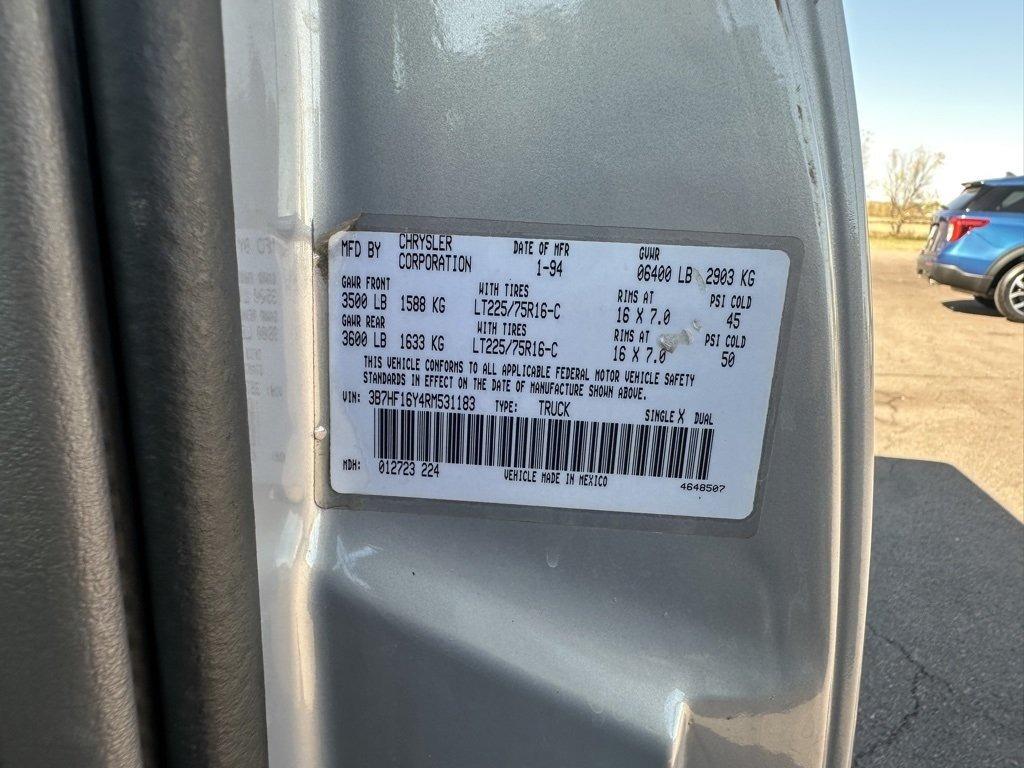 MFD BY CHRYSLER CORPORATION DATE OF MFR 1-94 GVWR 06400 LB 2903 KG
GAWR FRONT WITH TIRES RIMS AT PSI COLD
3500 LB 1588 KG LT225/75R16-C 16 X 7.0 45
GAWR REAR WITH TIRES RIMS AT PSI COLD
3600 LB 1633 KG LT225/75R16-C 16 X 7.0 50
THIS VEHICLE CONFORMS TO ALL APPLICABLE FEDERAL MOTOR VEHICLE SAFETY
STANDARDS IN EFFECT ON THE DATE OF MANUFACTURE SHOWN ABOVE.
VIN: 3B7HF16Y4RM531183 TYPE: TRUCK SINGLE X DUAL
MDH: 012723 224 VEHICLE MADE IN MEXICO 4648507